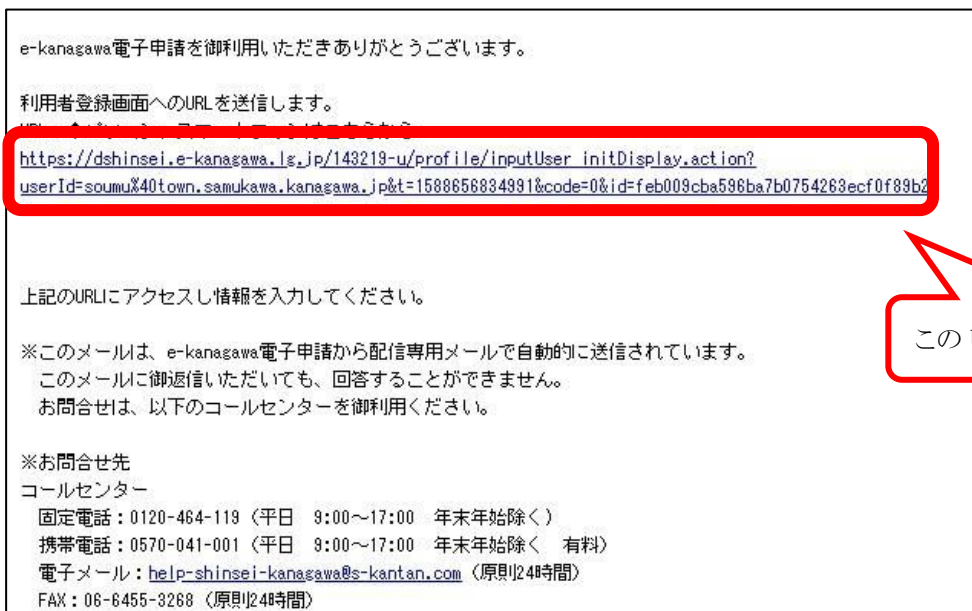 e-kanagawa電子申請を御利用いただきありがとうございます。
利用者登録画面へのURLを送信します。
https://dshinsei.e-kanagawa.lg.jp/143219-u/profile/inputUser_initDisplay.action?
userId=soumu%40town.samukawa.kanagawa.jp&t=1588656834991&code=0&id=feb009cba596ba7b0754263ecf0f89b2
上記のURLにアクセスし情報を入力してください。
この
※このメールは、e-kanagawa電子申請から配信専用メールで自動的に送信されています。
このメールに御返信いただいても、回答することができません。
お問合せは、以下のコールセンターを御利用ください。
※お問合せ先
コールセンター
固定電話：0120-464-119（平日　9:00～17:00　年末年始除く）
携帯電話：0570-041-001（平日　9:00～17:00　年末年始除く　有料）
電子メール：help-shinsei-kanagawa@s-kantan.com（原則24時間）
FAX：06-6455-3268（原則24時間）